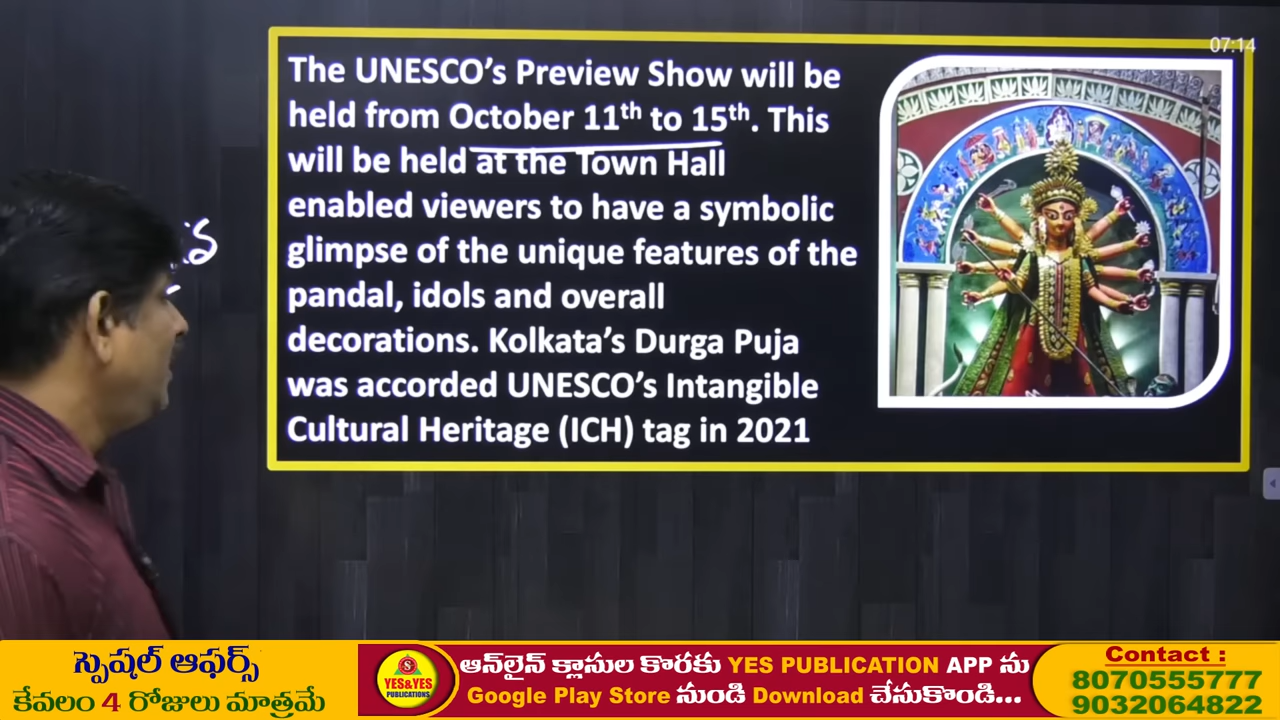 07:14
The UNESCO’s Preview Show will be
held from October 11th to 15th. This
will be held at the Town Hall
enabled viewers to have a symbolic
glimpse of the unique features of the
pandal, idols and overall
decorations. Kolkata’s Durga Puja
was accorded UNESCO’s Intangible
Cultural Heritage (ICH) tag in 2021
స్పెషల్ ఆఫర్స్
కేవలం 4 రోజులు మాత్రమే
S
YES&YES
PUBLICATIONS
ఆన్‌లైన్ క్లాసుల కొరకు YES PUBLICATION APP ను
Google Play Store నుండి Download చేసుకొండి...
Contact :
8070555777
9032064822